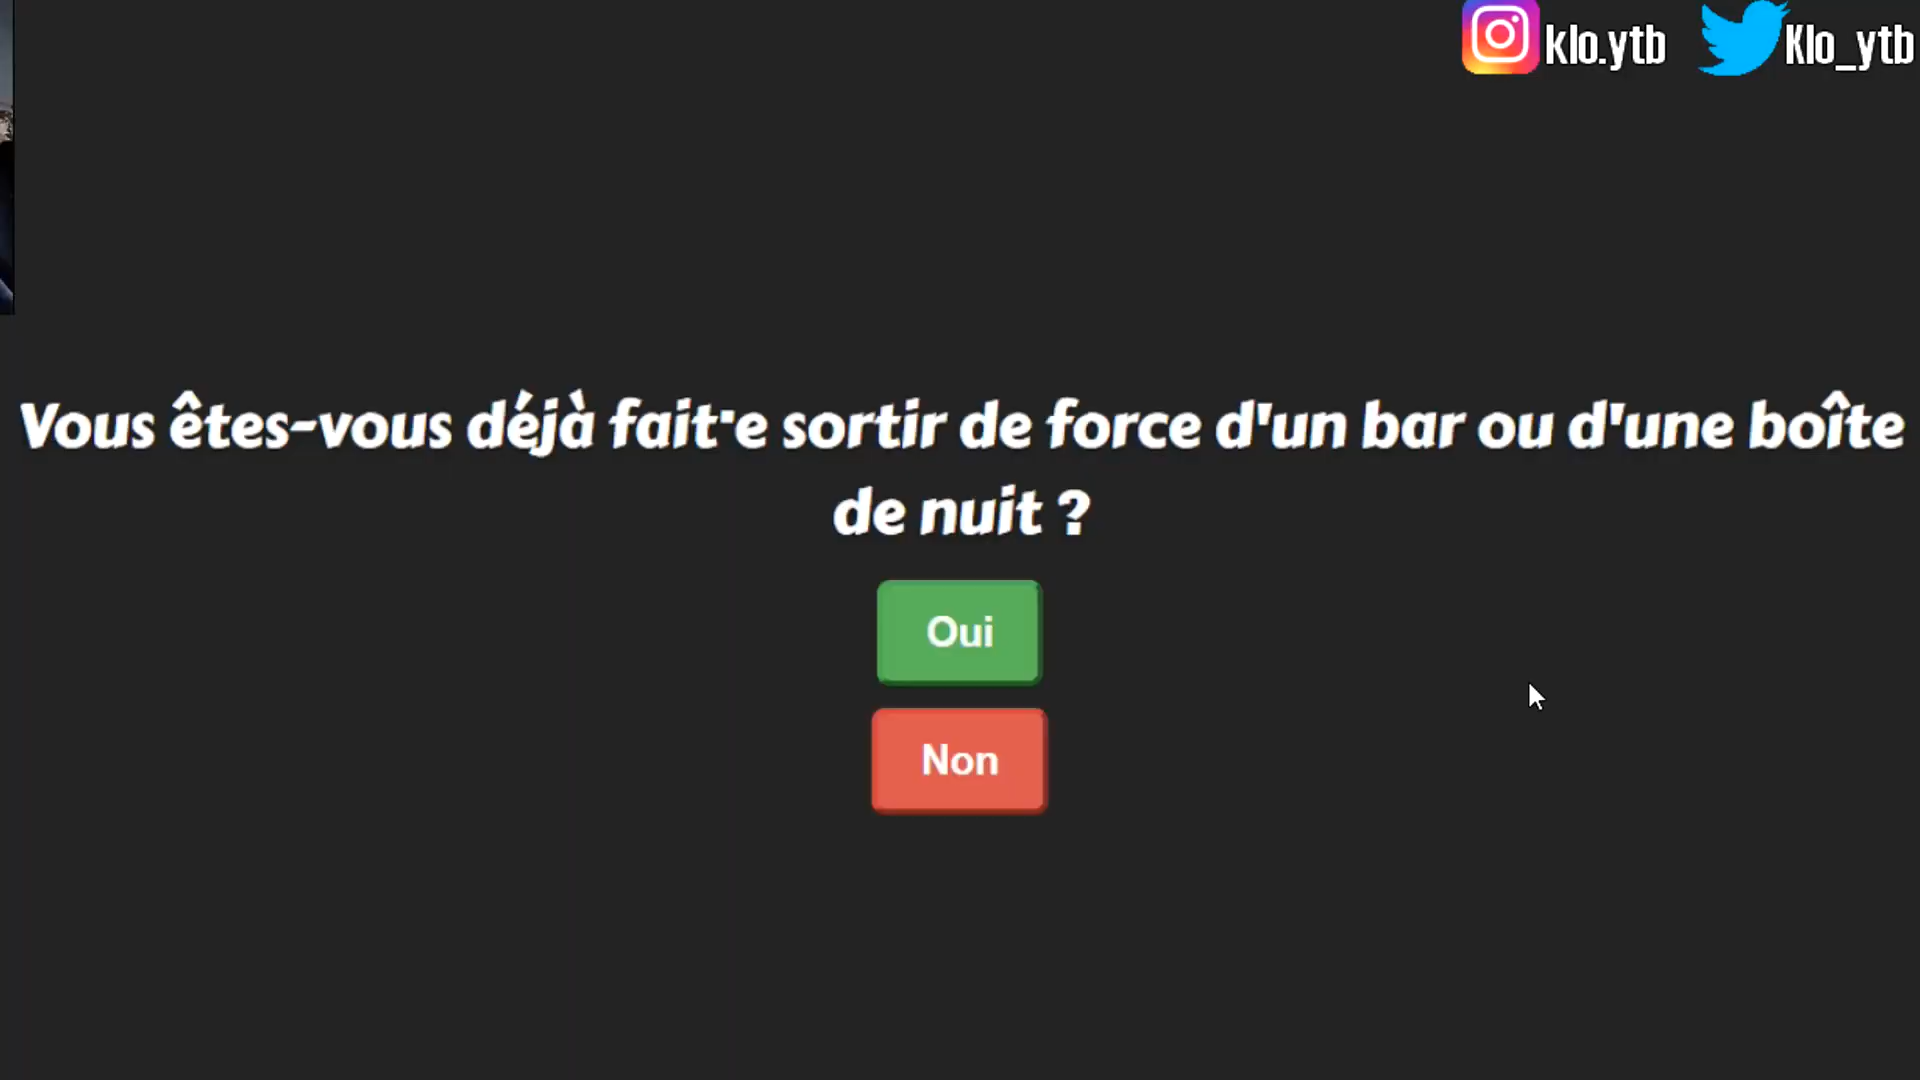 klo.ytb Klo_ytb
Vous êtes-vous déjà fait·e sortir de force d'un bar ou d'une boîte
de nuit ?
Oui
Non